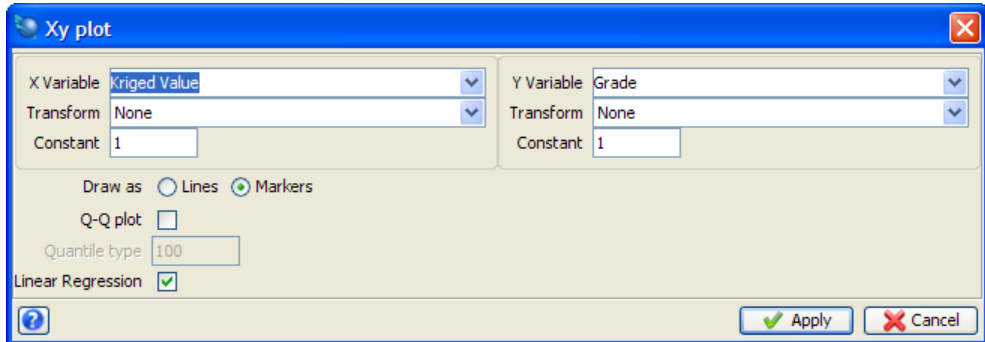 Xy plot
X Variable Kriged Value Y Variable Grade
Transform None Transform None
Constant 1 Constant 1
Draw as Lines Markers
Q-Q plot
Quantile type 100
Linear Regression
? Apply Cancel